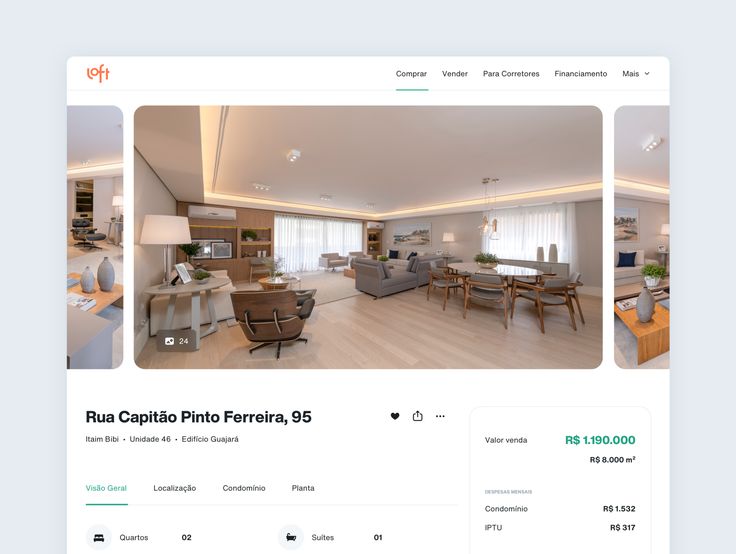 Loft
Comprar Vender Para Corretores Financiamento Mais
24
Rua Capitão Pinto Ferreira, 95
Itaim Bibi • Unidade 46 • Edifício Guajará
Visão Geral Localização Condomínio Planta
Quartos 02 Suítes 01
Valor venda R$ 1.190.000
R$ 8.000 m²
DESPESAS MENSAIS
Condomínio R$ 1.532
IPTU R$ 317